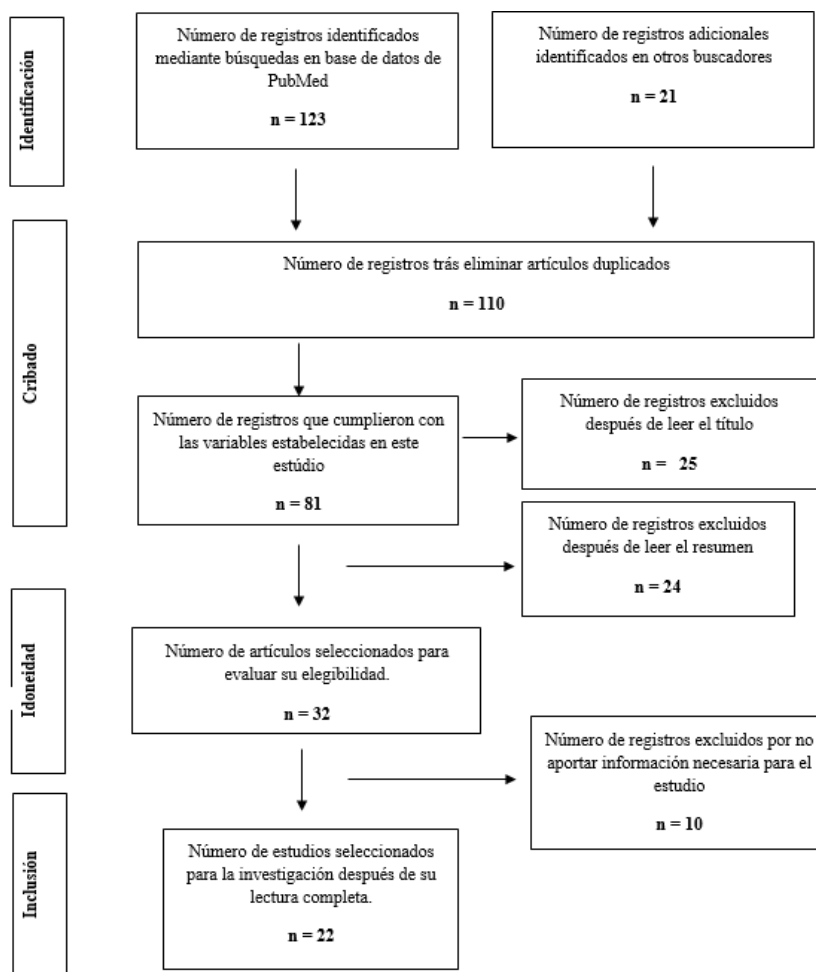 Identificación
Número de registros identificados
mediante búsquedas en base de datos de
PubMed
n = 123
Número de registros adicionales
identificados en otros buscadores
n = 21
Cribado
Número de registros trás eliminar artículos duplicados
n = 110
Número de registros que cumplieron con
las variables estabelecidas en este
estúdio
n = 81
Número de registros excluidos
después de leer el título
n = 25
Número de registros excluidos
después de leer el resumen
n = 24
Idoneidad
Número de artículos seleccionados para
evaluar su elegibilidad.
n = 32
Número de registros excluidos por no
aportar información necesaria para el
estudio
n = 10
Inclusión
Número de estudios seleccionados
para la investigación después de su
lectura completa.
n = 22